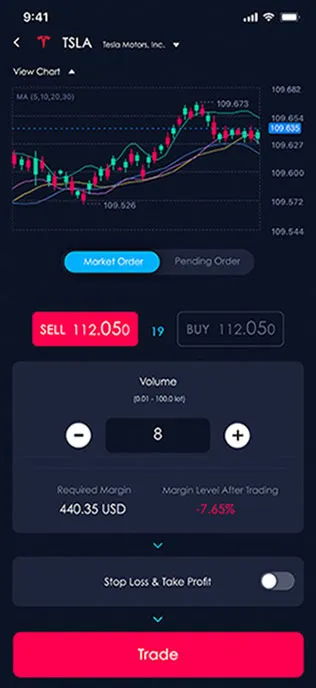 9:41
TSLA Tesla Motors, Inc.
View Chart
MA (5,10,20,30)
109.682
109.673
109.654
109.635
109.627
109.600
109.572
109.526
109.544
Market Order Pending Order
SELL 112.050 19 BUY 112.050
Volume
(0.01 - 100.0 lot)
8
Required Margin Margin Level After Trading
440.35 USD -7.65%
Stop Loss & Take Profit
Trade